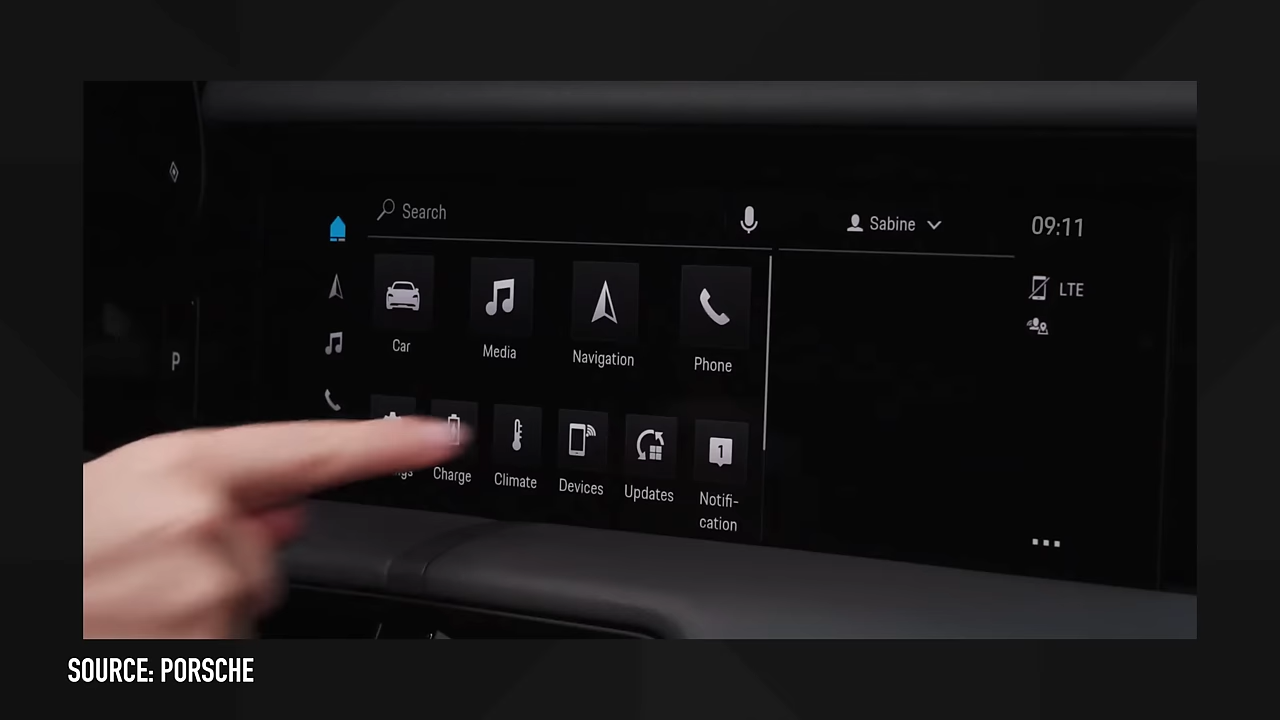 Search
Sabine
09:11
LTE
Car
Media
Navigation
Phone
P
1
Charge
Climate
Devices
Updates
Notifi-
cation
SOURCE: PORSCHE